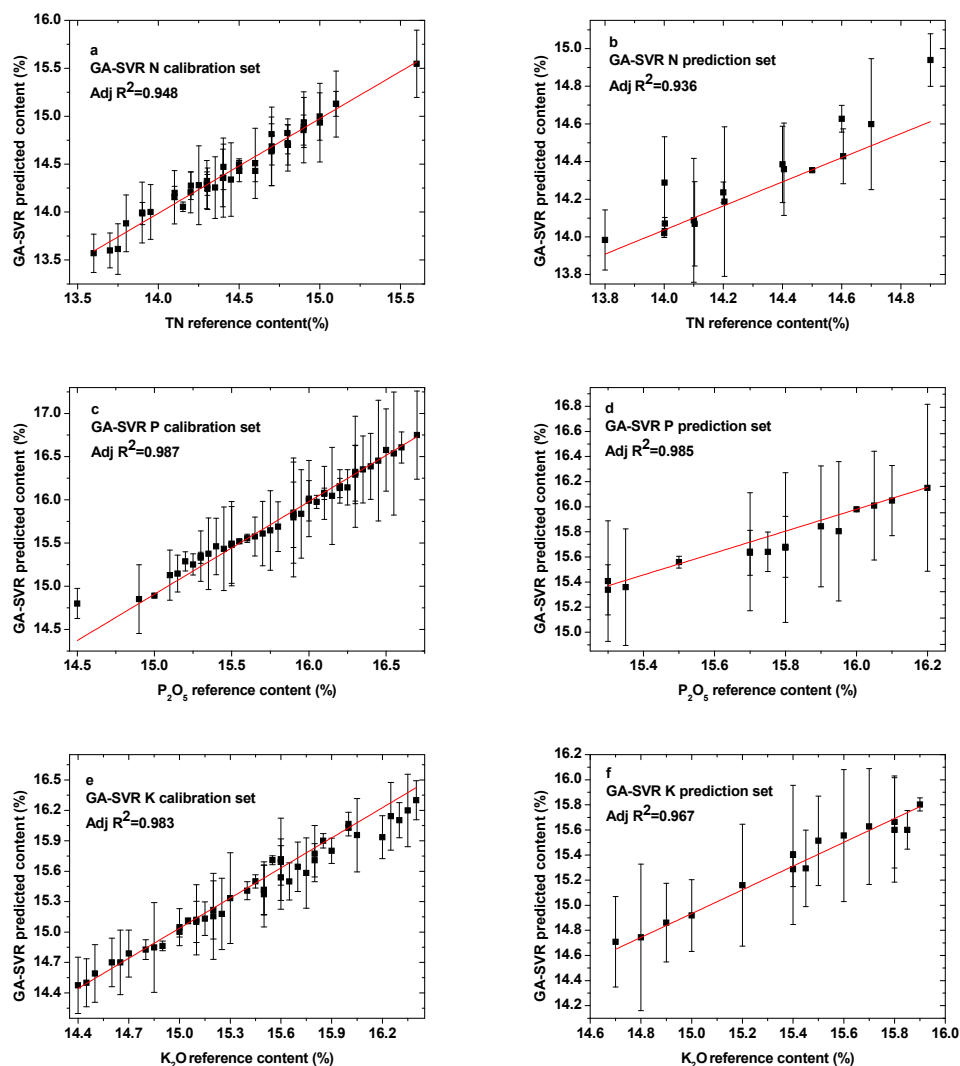 a
GA-SVR N calibration set
Adj R²=0.948
GA-SVR predicted content (%)
16.0
15.5
15.0
14.5
14.0
13.5
13.5 14.0 14.5 15.0 15.5
TN reference content(%)
b
GA-SVR N prediction set
Adj R²=0.936
GA-SVR predicted content (%)
15.0
14.8
14.6
14.4
14.2
14.0
13.8
13.8 14.0 14.2 14.4 14.6 14.8
TN reference content(%)
c
GA-SVR P calibration set
Adj R²=0.987
GA-SVR predicted content (%)
17.0
16.5
16.0
15.5
15.0
14.5
14.5 15.0 15.5 16.0 16.5
P₂O₅ reference content (%)
d
GA-SVR P prediction set
Adj R²=0.985
GA-SVR predicted content (%)
16.8
16.6
16.4
16.2
16.0
15.8
15.6
15.4
15.2
15.0
15.4 15.6 15.8 16.0 16.2
P₂O₅ reference content (%)
e
GA-SVR K calibration set
Adj R²=0.983
GA-SVR predicted content (%)
16.5
16.2
15.9
15.6
15.3
15.0
14.7
14.4
14.4 14.7 15.0 15.3 15.6 15.9 16.2
K₂O reference content (%)
f
GA-SVR K prediction set
Adj R²=0.967
GA-SVR predicted content (%)
16.2
16.0
15.8
15.6
15.4
15.2
15.0
14.8
14.6
14.4
14.2
14.6 14.8 15.0 15.2 15.4 15.6 15.8 16.0
K₂O reference content (%)